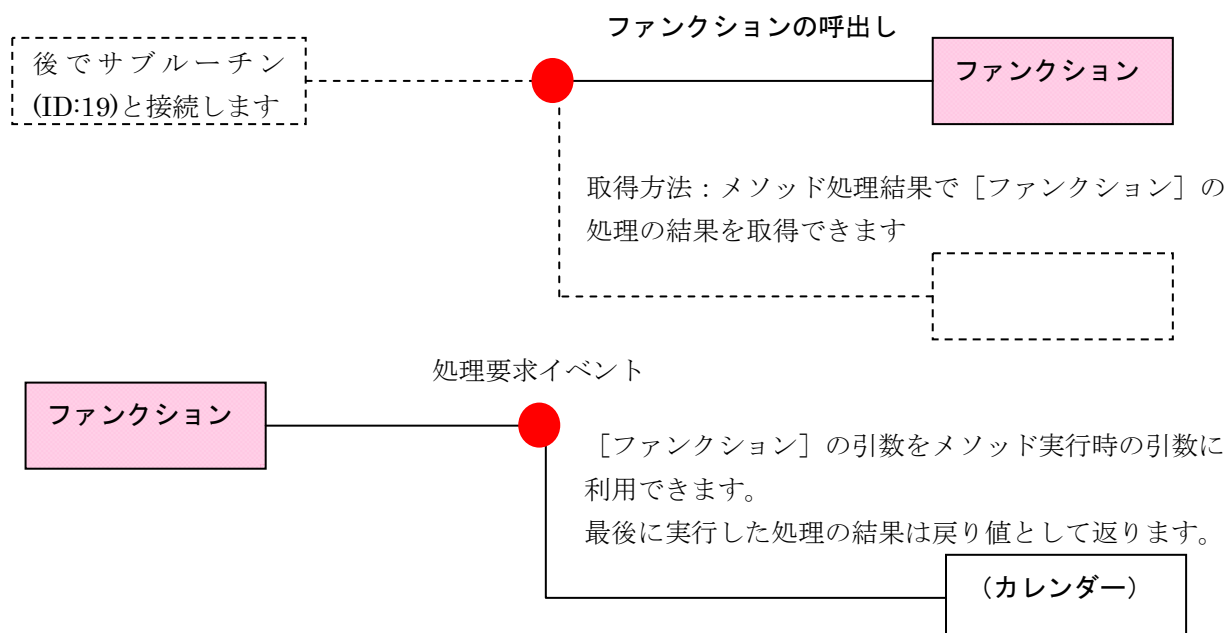 ファンクションの呼出し
後でサブルーチン
(ID:19)と接続します
ファンクション
取得方法：メソッド処理結果で［ファンクション］の
処理の結果を取得できます
処理要求イベント
ファンクション
［ファンクション］の引数をメソッド実行時の引数に
利用できます。
最後に実行した処理の結果は戻り値として返ります。
（カレンダー）